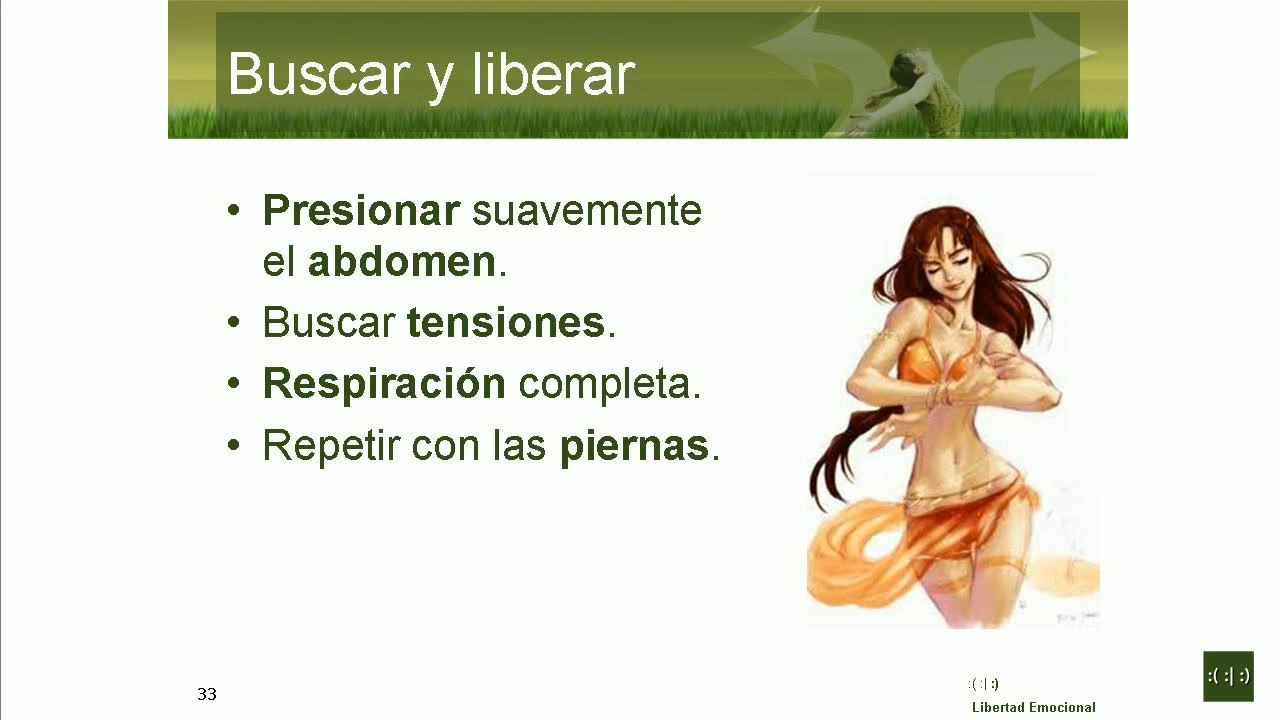 Buscar y liberar
• Presionar suavemente
el abdomen.
• Buscar tensiones.
• Respiración completa.
• Repetir con las piernas.
33
:( :| :)
Libertad Emocional
:( :| :)